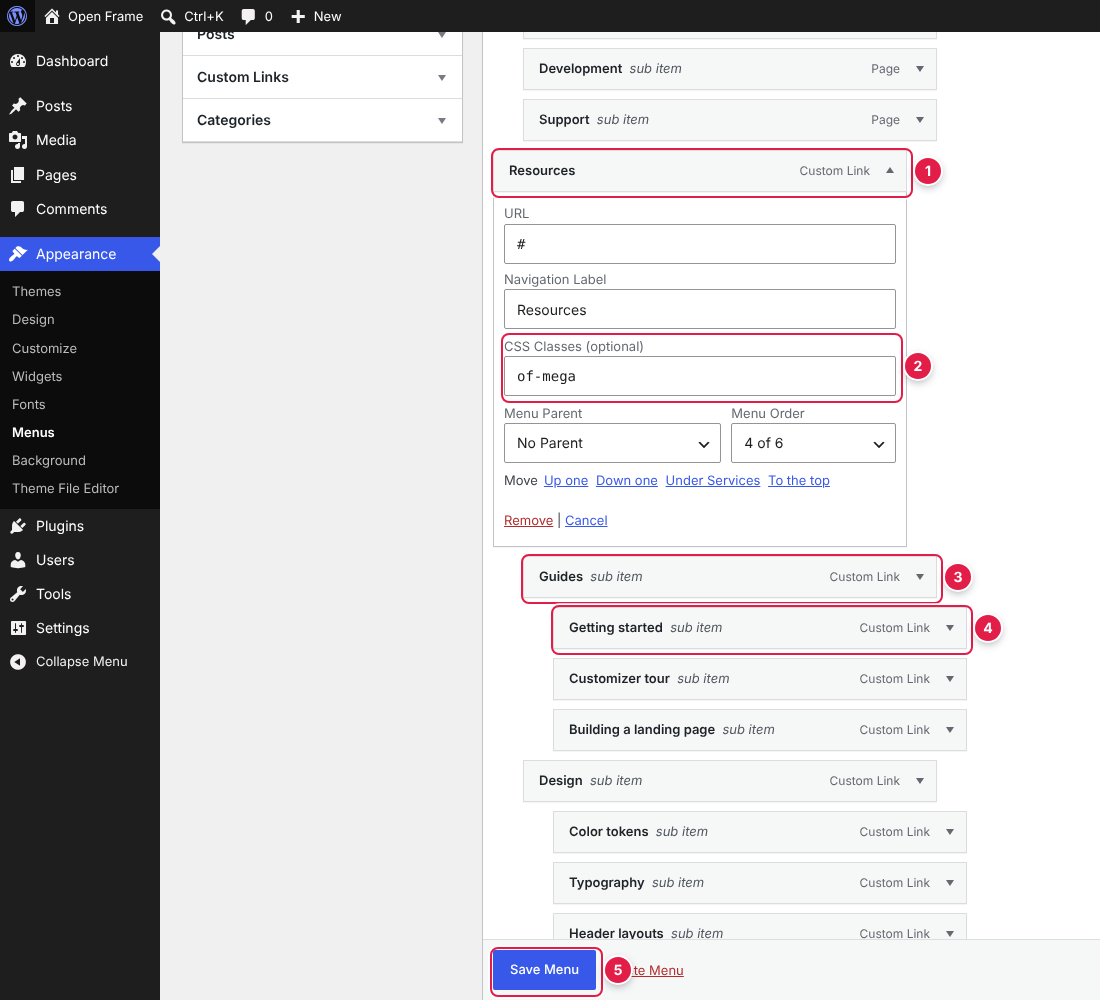 Open Frame Ctrl+K 0 New
Dashboard
Posts
Media
Pages
Comments
Appearance
Themes
Design
Customize
Widgets
Fonts
Menus
Background
Theme File Editor
Plugins
Users
Tools
Settings
Collapse Menu
Posts
Custom Links
Categories
Development sub item Page
Support sub item Page
Resources Custom Link 1
URL
#
Navigation Label
Resources
CSS Classes (optional)
of-mega 2
Menu Parent Menu Order
No Parent 4 of 6
Move Up one Down one Under Services To the top
Remove | Cancel
Guides sub item Custom Link 3
Getting started sub item Custom Link 4
Customizer tour sub item Custom Link
Building a landing page sub item Custom Link
Design sub item Custom Link
Color tokens sub item Custom Link
Typography sub item Custom Link
Header layouts sub item Custom Link
Save Menu 5 te Menu